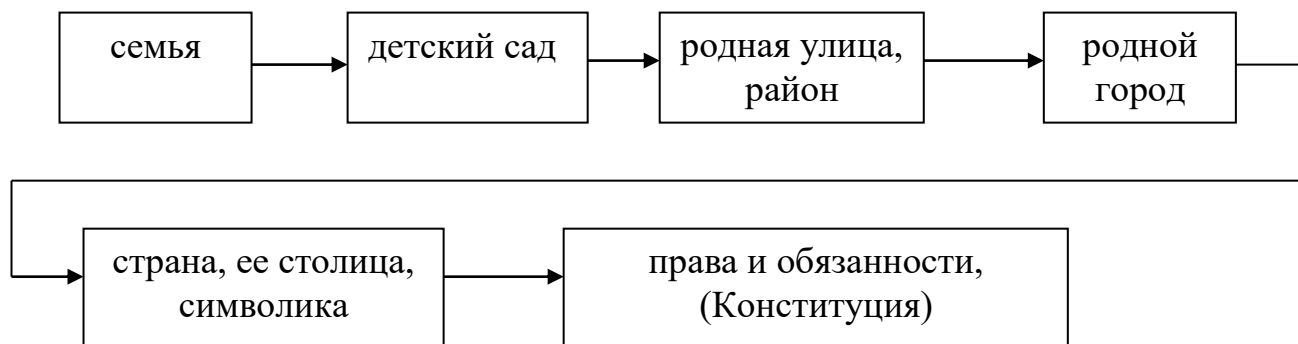 семья
детский сад
родная улица,
район
родной
город
страна, ее столица,
символика
права и обязанности,
(Конституция)